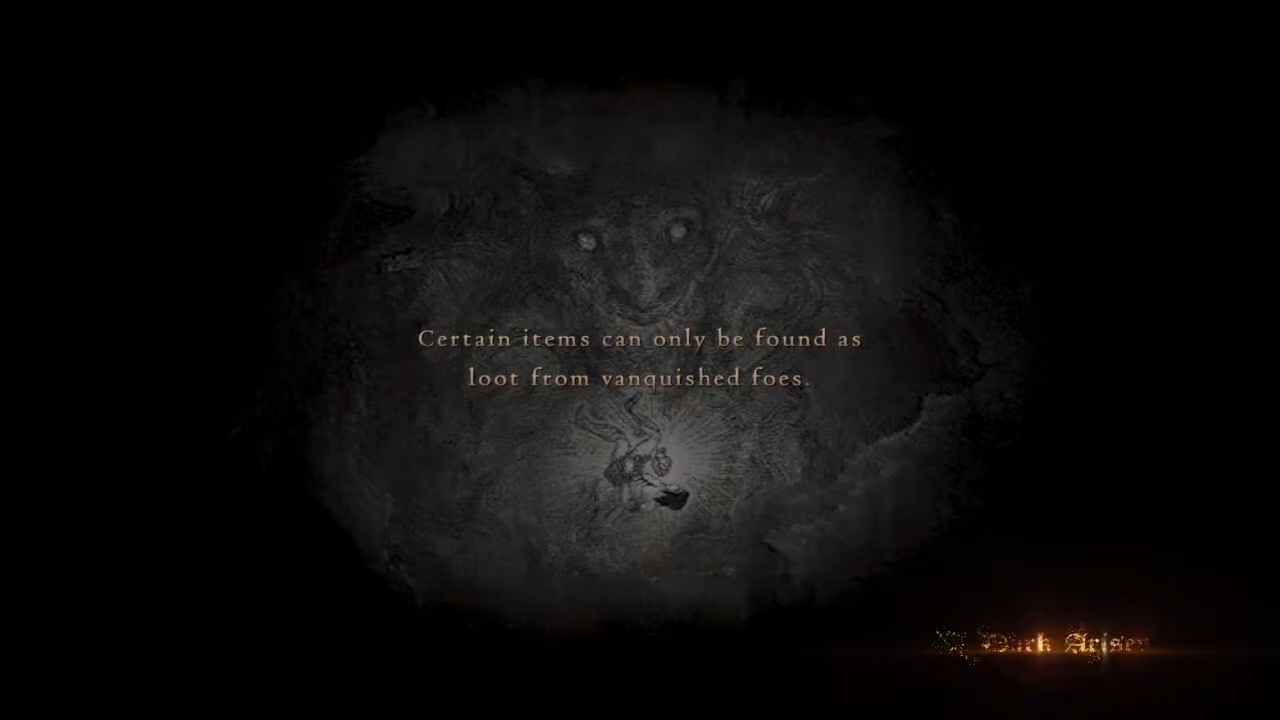 Certain items can only be found as
loot from vanquished foes.
Dark Arisen